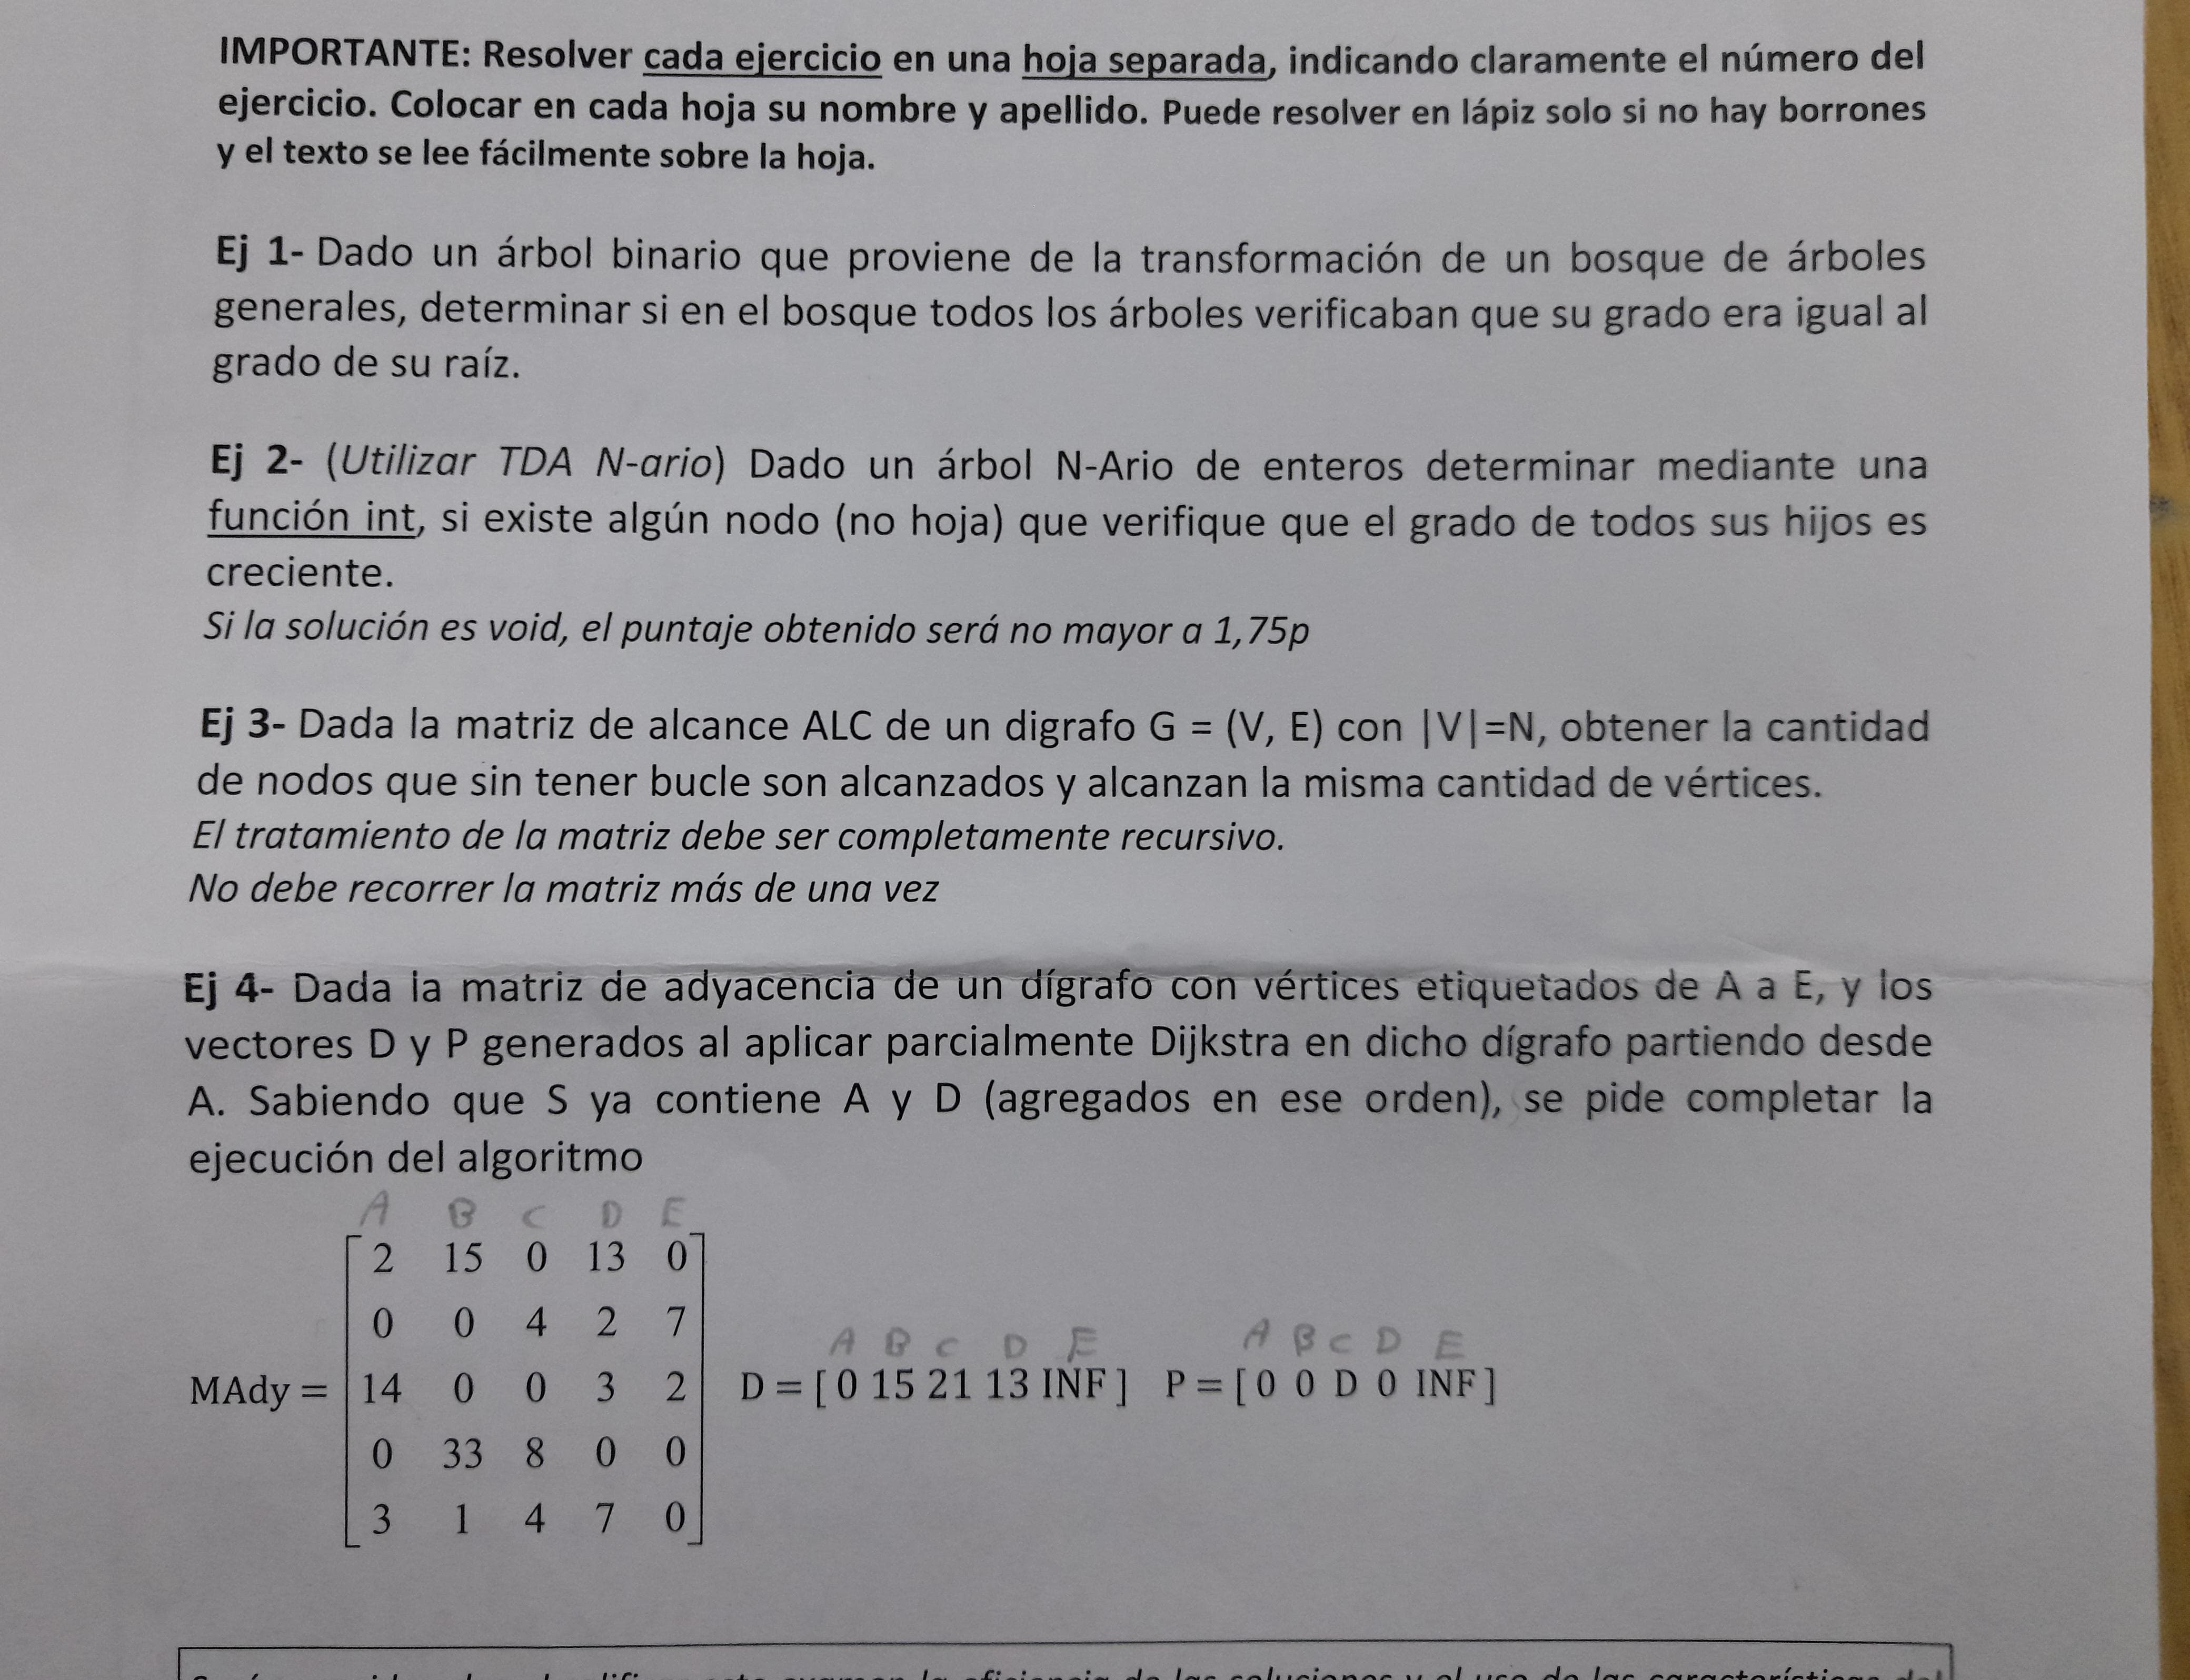 IMPORTANTE: Resolver cada ejercicio en una hoja separada, indicando claramente el número del
ejercicio. Colocar en cada hoja su nombre y apellido. Puede resolver en lápiz solo si no hay borrones
y el texto se lee fácilmente sobre la hoja.
Ej 1- Dado un árbol binario que proviene de la transformación de un bosque de árboles
generales, determinar si en el bosque todos los árboles verificaban que su grado era igual al
grado de su raíz.
Ej 2- (Utilizar TDA N-ario) Dado un árbol N-Ario de enteros determinar mediante una
función int, si existe algún nodo (no hoja) que verifique que el grado de todos sus hijos es
creciente.
Si la solución es void, el puntaje obtenido será no mayor a 1,75p
Ej 3- Dada la matriz de alcance ALC de un digrafo G = (V, E) con |V|=N, obtener la cantidad
de nodos que sin tener bucle son alcanzados y alcanzan la misma cantidad de vértices.
El tratamiento de la matriz debe ser completamente recursivo.
No debe recorrer la matriz más de una vez
Ej 4- Dada la matriz de adyacencia de un dígrafo con vértices etiquetados de A a E, y los
vectores D y P generados al aplicar parcialmente Dijkstra en dicho dígrafo partiendo desde
A. Sabiendo que S ya contiene A y D (agregados en ese orden), se pide completar la
ejecución del algoritmo
A B C D E
2 15 0 13 0
0 0 4 2 7
A B C D E A B C D E
MAdy = 14 0 0 3 2 D = [ 0 15 21 13 INF ] P = [ 0 0 D 0 INF ]
0 33 8 0 0
3 1 4 7 0